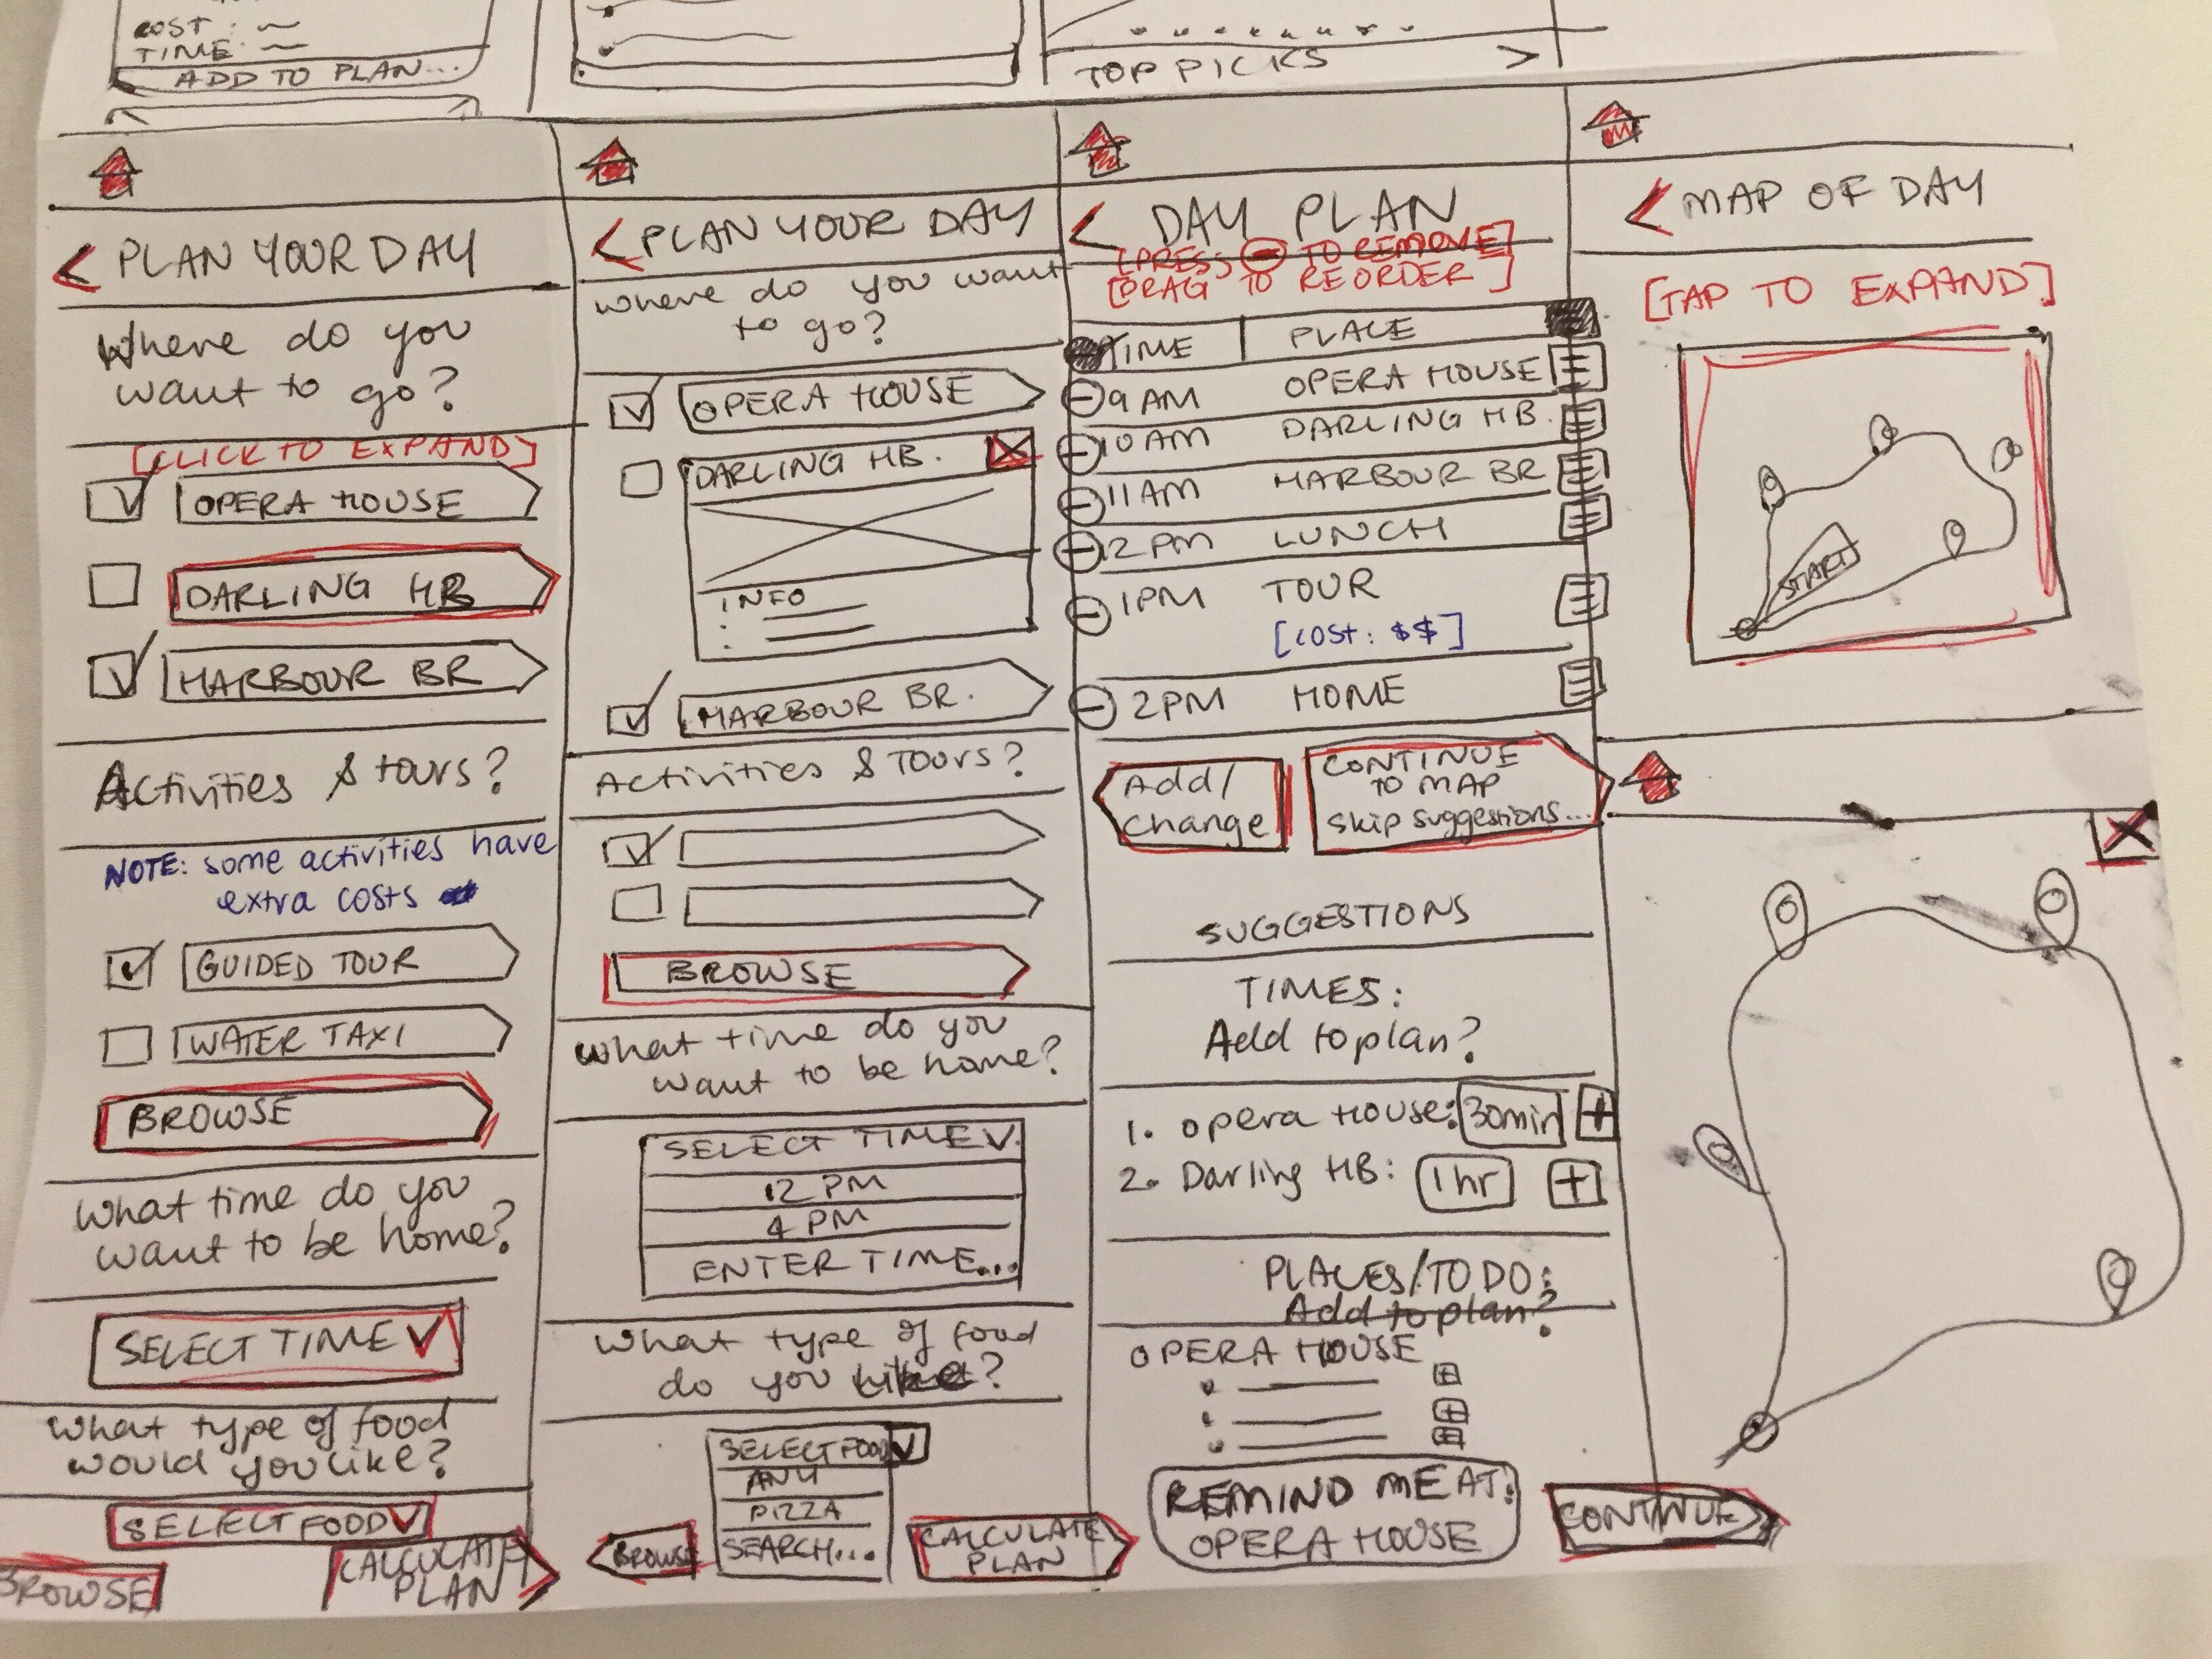 COST : ~
TIME : ~
ADD TO PLAN...
TOP PICKS
< PLAN YOUR DAY
Where do you
want to go?
[CLICK TO EXPAND]
OPERA HOUSE
DARLING HB
HARBOUR BR
Activities & tours?
NOTE: some activities have
extra costs
GUIDED TOUR
WATER TAXI
BROWSE
What time do you
want to be home?
SELECT TIME V
What type of food
would you like?
SELECT FOOD V
BROWSE
CALCULATE
PLAN
< PLAN YOUR DAY
Where do you want
to go?
OPERA HOUSE
DARLING HB. X
: INFO
HARBOUR BR.
Activities & TOURS?
BROWSE
What time do you
want to be home?
SELECT TIME V
12 PM
4 PM
ENTER TIME...
What type of food
do you like?
SELECT FOOD V
ANY
PIZZA
SEARCH...
BROWSE
CALCULATE
PLAN
< DAY PLAN
[PRESS - TO REMOVE]
[DRAG TO REORDER]
TIME | PLACE
9 AM OPERA HOUSE
10 AM DARLING HB.
11 AM HARBOUR BR
12 PM LUNCH
1 PM TOUR
[COST: $$]
2 PM HOME
Add/
Change
CONTINUE
TO MAP
skip suggestions...
SUGGESTIONS
TIMES:
Add to plan?
1. Opera House: 30min +
2. Darling HB: 1hr +
PLACES/TO DO:
Add to plan?
OPERA HOUSE
REMIND ME AT:
OPERA HOUSE
CONTINUE
< MAP OF DAY
[TAP TO EXPAND]
START
X